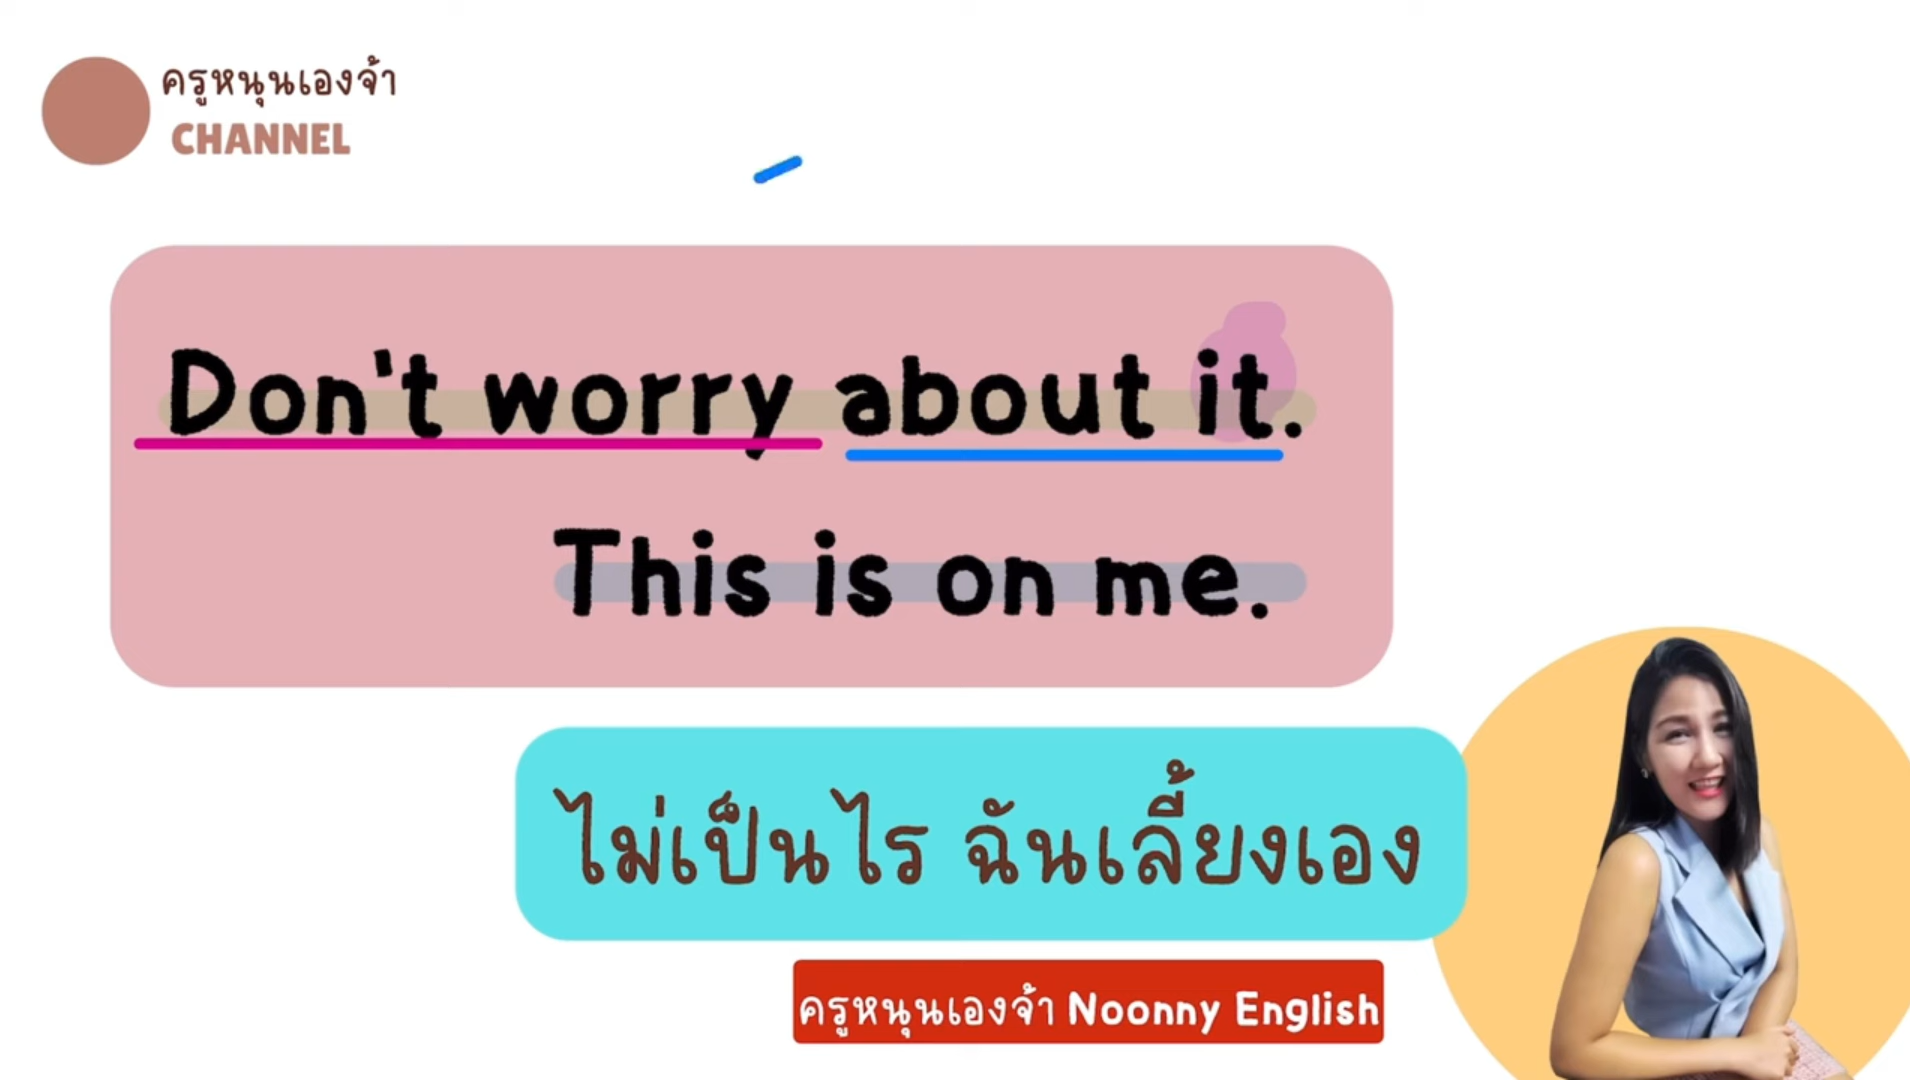 ครูหนุนเองจ้า
CHANNEL
Don't worry about it.
This is on me.
ไม่เป็นไร ฉันเลี้ยงเอง
ครูหนุนเองจ้า Noonny English